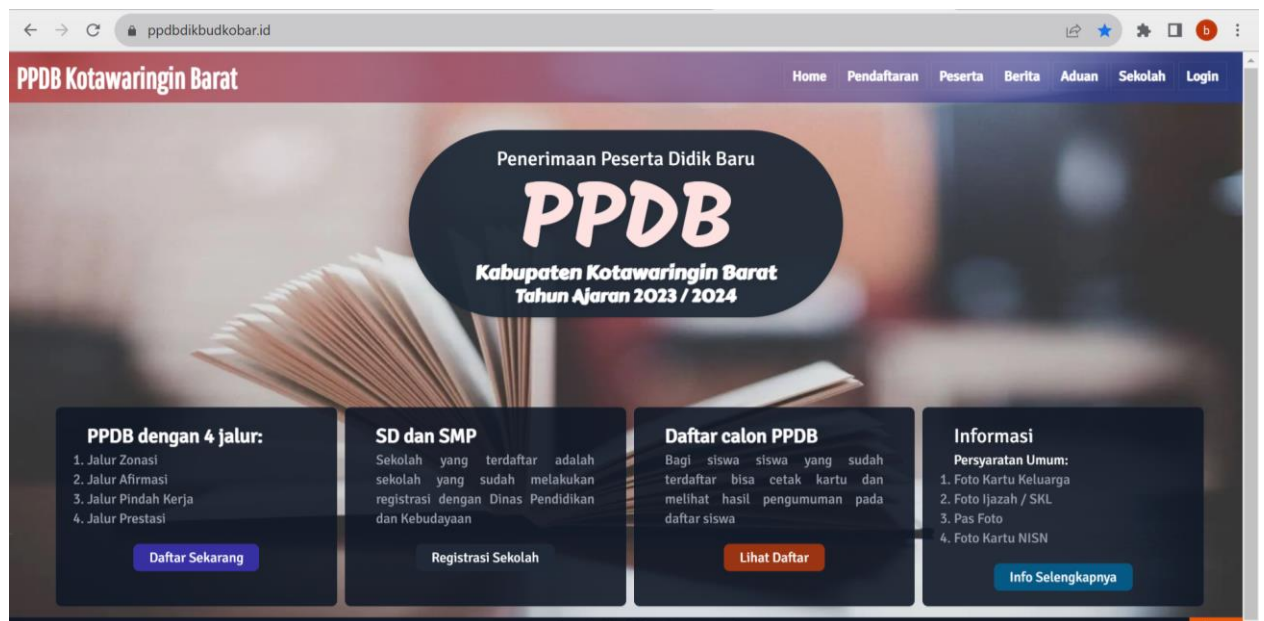 ppdbdikbudkobar.id
b
PPDB Kotawaringin Barat
Home Pendaftaran Peserta Berita Aduan Sekolah Login
Penerimaan Peserta Didik Baru
PPDB
Kabupaten Kotawaringin Barat
Tahun Ajaran 2023 / 2024
PPDB dengan 4 jalur:
1. Jalur Zonasi
2. Jalur Afirmasi
3. Jalur Pindah Kerja
4. Jalur Prestasi
Daftar Sekarang
SD dan SMP
Sekolah yang terdaftar adalah
sekolah yang sudah melakukan
registrasi dengan Dinas Pendidikan
dan Kebudayaan
Registrasi Sekolah
Daftar calon PPDB
Bagi siswa siswa yang sudah
terdaftar bisa cetak kartu dan
melihat hasil pengumuman pada
daftar siswa
Lihat Daftar
Informasi
Persyaratan Umum:
1. Foto Kartu Keluarga
2. Foto Ijazah / SKL
3. Pas Foto
4. Foto Kartu NISN
Info Selengkapnya